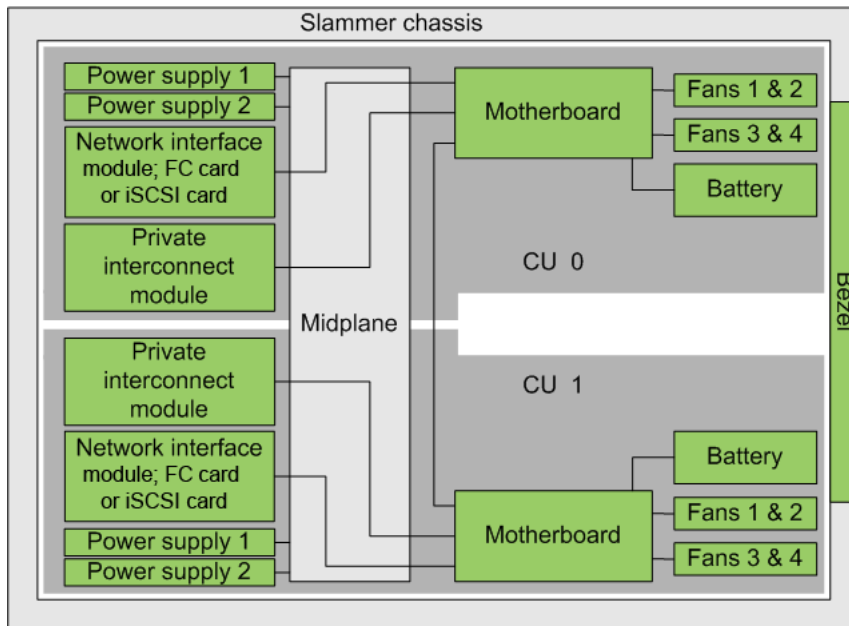 Slammer chassis
Power supply 1
Power supply 2
Network interface
module; FC card
or iSCSI card
Private
interconnect
module
Midplane
Motherboard
Fans 1 & 2
Fans 3 & 4
Battery
CU 0
Bezel
Private
interconnect
module
Network interface
module; FC card
or iSCSI card
Power supply 1
Power supply 2
CU 1
Battery
Motherboard
Fans 1 & 2
Fans 3 & 4